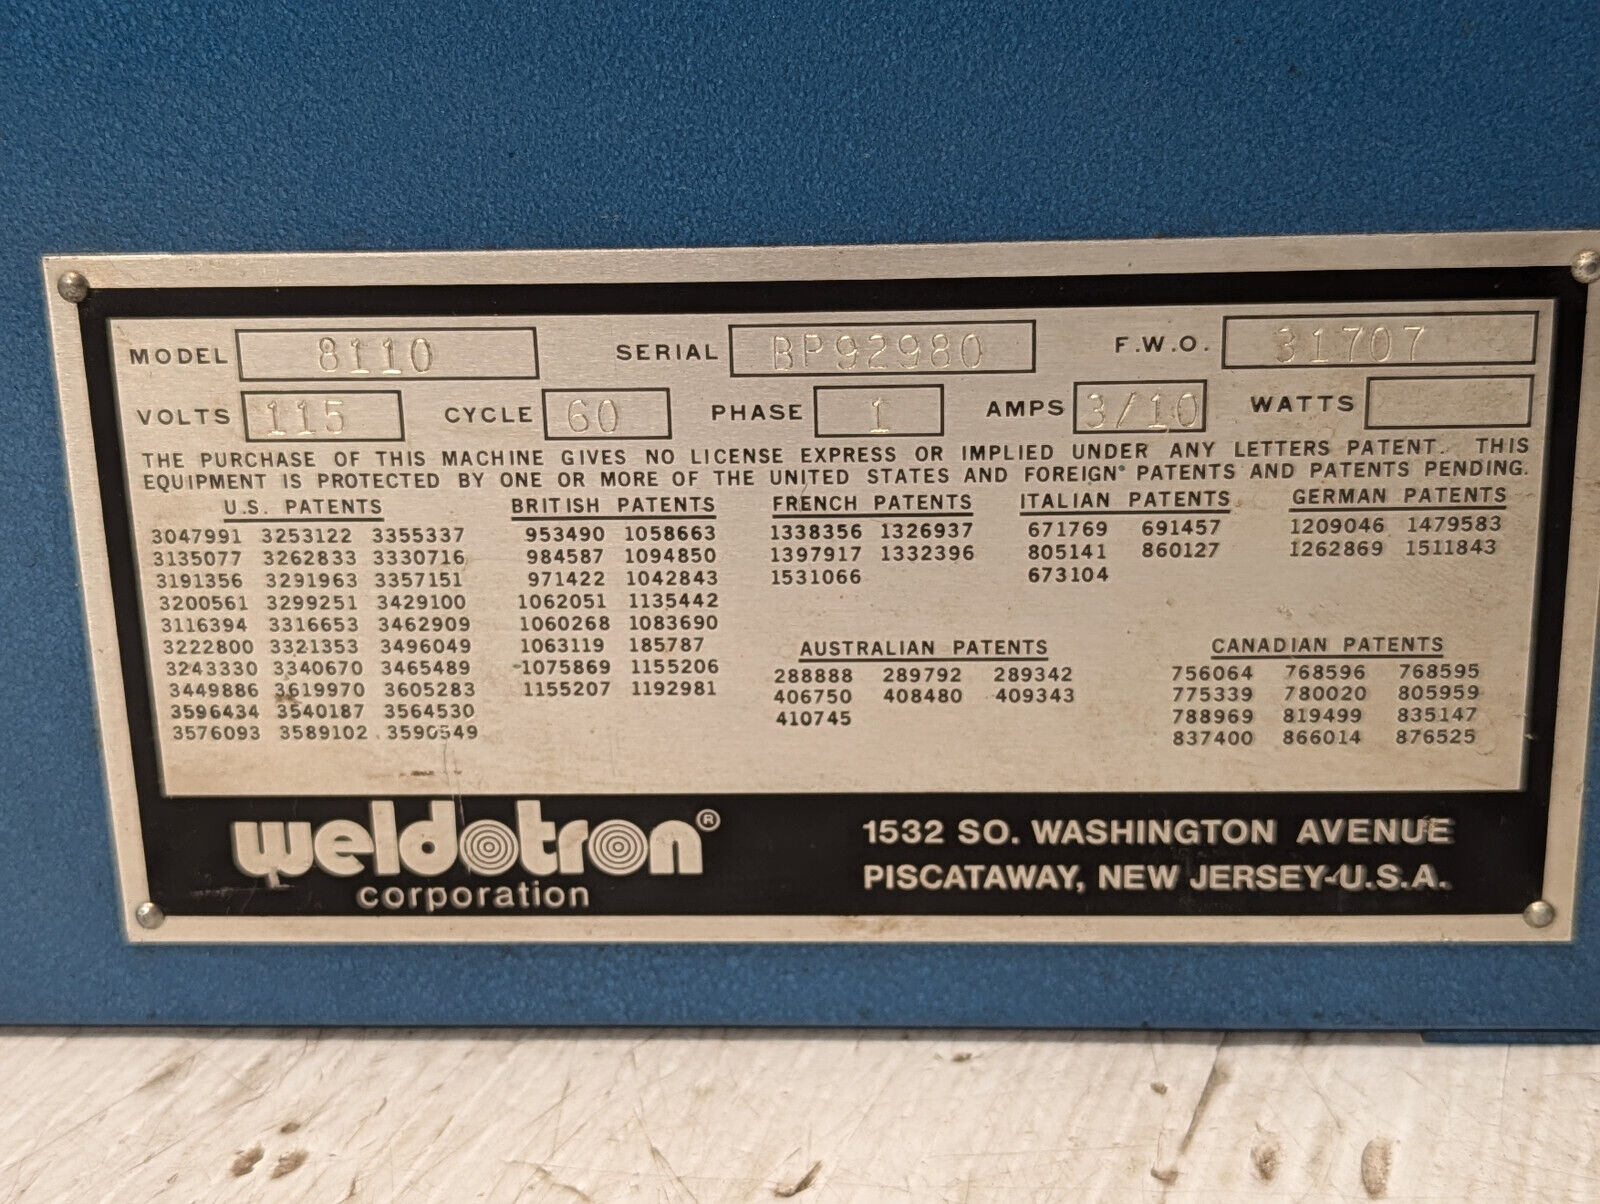 MODEL 8110 SERIAL BP92980 F.W.O. 31707
VOLTS 115 CYCLE 60 PHASE 1 AMPS 3/10 WATTS
THE PURCHASE OF THIS MACHINE GIVES NO LICENSE EXPRESS OR IMPLIED UNDER ANY LETTERS PATENT. THIS
EQUIPMENT IS PROTECTED BY ONE OR MORE OF THE UNITED STATES AND FOREIGN PATENTS AND PATENTS PENDING.
U.S. PATENTS
3047991 3253122 3355337
3135077 3262833 3330716
3191356 3291963 3357151
3200561 3299251 3429100
3116394 3316653 3462909
3222800 3321353 3496049
3243330 3340670 3465489
3449886 3619970 3605283
3596434 3540187 3564530
3576093 3589102 3590549
BRITISH PATENTS
953490 1058663
984587 1094850
971422 1042843
1062051 1135442
1060268 1083690
1063119 185787
1075869 1155206
1155207 1192981
FRENCH PATENTS
1338356 1326937
1397917 1332396
1531066
ITALIAN PATENTS
671769 691457
805141 860127
673104
GERMAN PATENTS
1209046 1479583
1262869 1511843
AUSTRALIAN PATENTS
288888 289792 289342
406750 408480 409343
410745
CANADIAN PATENTS
756064 768596 768595
775339 780020 805959
788969 819499 835147
837400 866014 876525
weldotron®
corporation
1532 SO. WASHINGTON AVENUE
PISCATAWAY, NEW JERSEY-U.S.A.